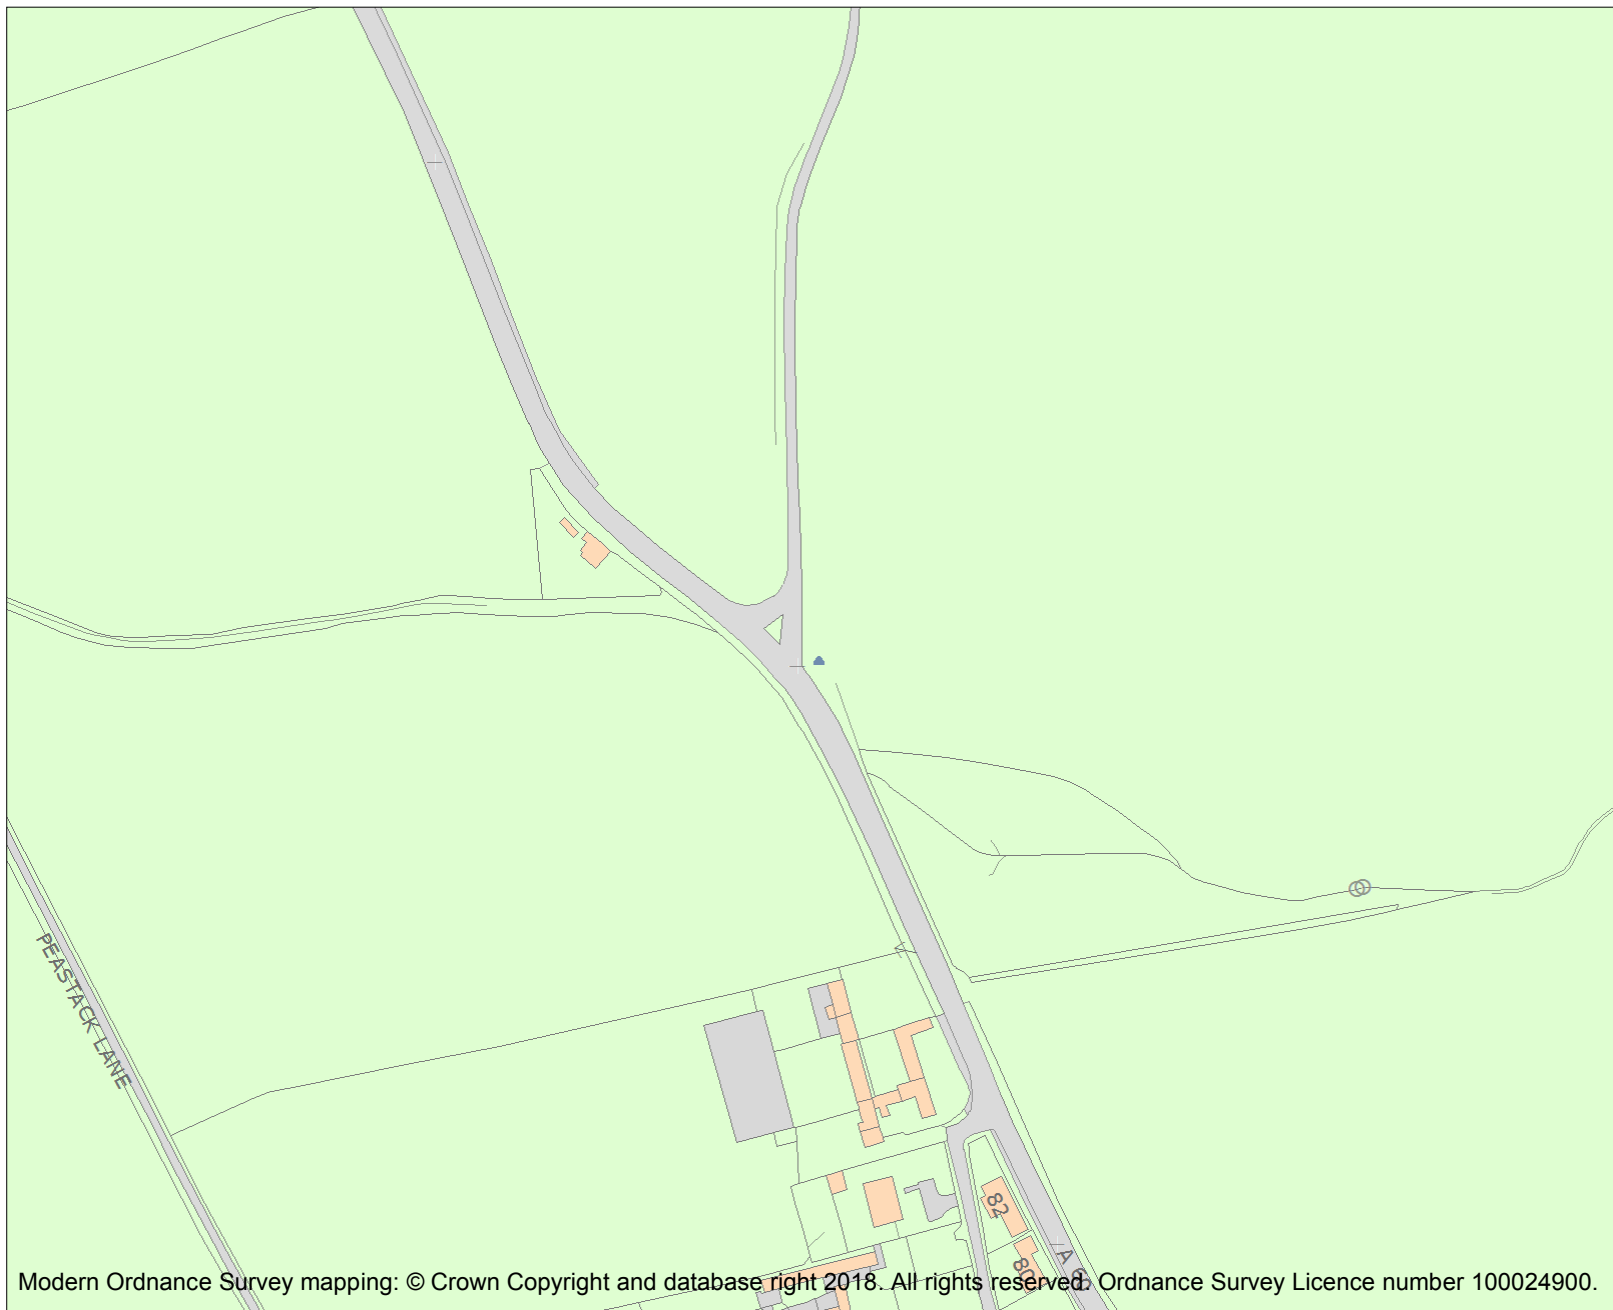 PEASTACK LANE
82
80
Modern Ordnance Survey mapping: © Crown Copyright and database right 2018. All rights reserved. Ordnance Survey Licence number 100024900.